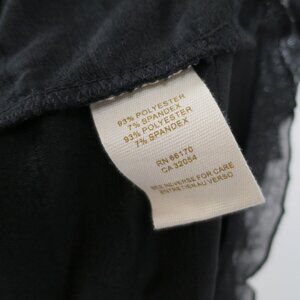 93% POLYESTER
7% SPANDEX
93% POLYESTER
7% SPANDEX
RN 66170
CA 32054
SEE REVERSE FOR CARE
ENTRETIEN AU VERSO